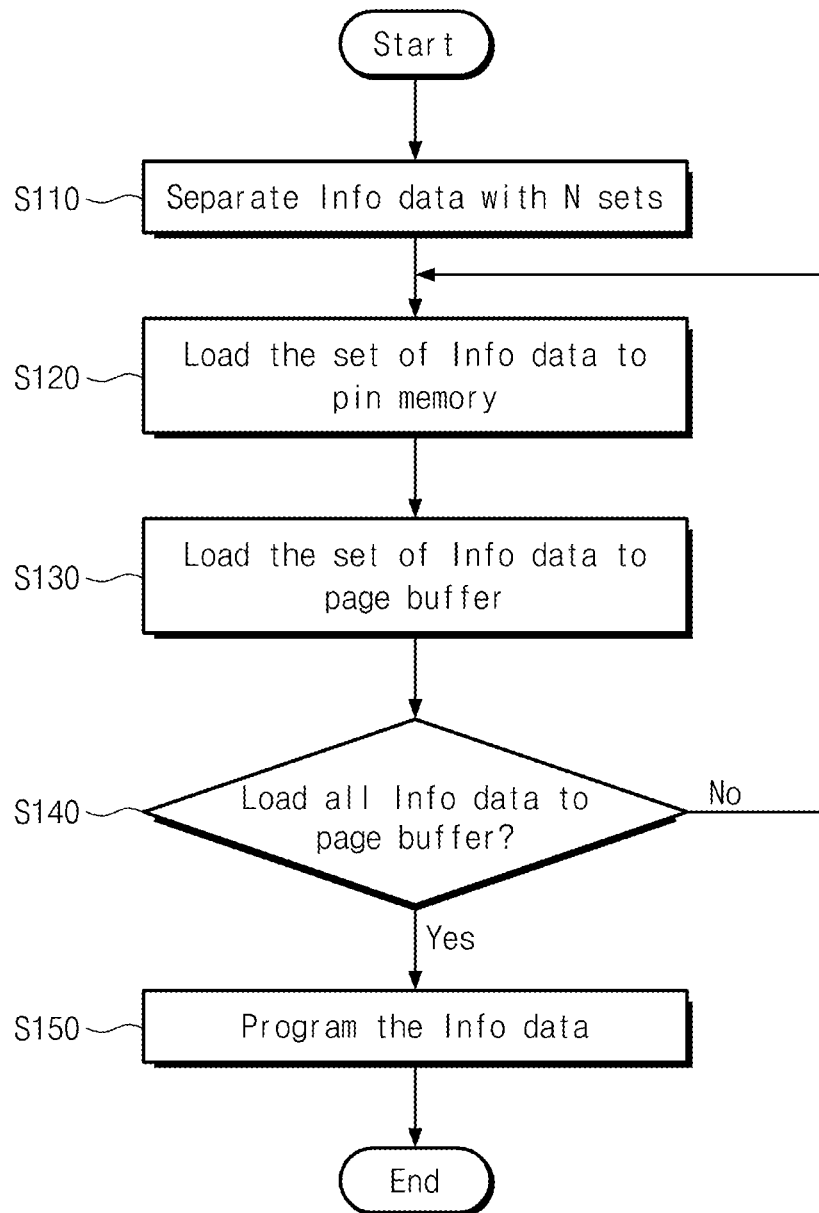 Start
S110
Separate Info data with N sets
S120
Load the set of Info data to
pin memory
S130
Load the set of Info data to
page buffer
S140
Load all Info data to
page buffer?
No
Yes
S150
Program the Info data
End